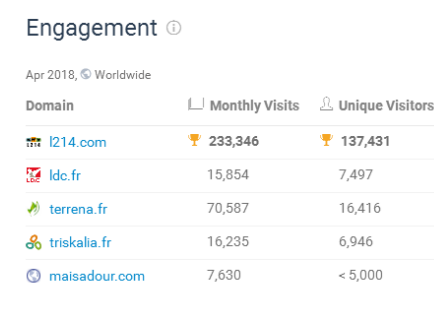 Engagement
Apr 2018, Worldwide
Domain Monthly Visits Unique Visitors
L214 l214.com 233,346 137,431
LDC ldc.fr 15,854 7,497
terrena.fr 70,587 16,416
triskalia.fr 16,235 6,946
maisadour.com 7,630 < 5,000